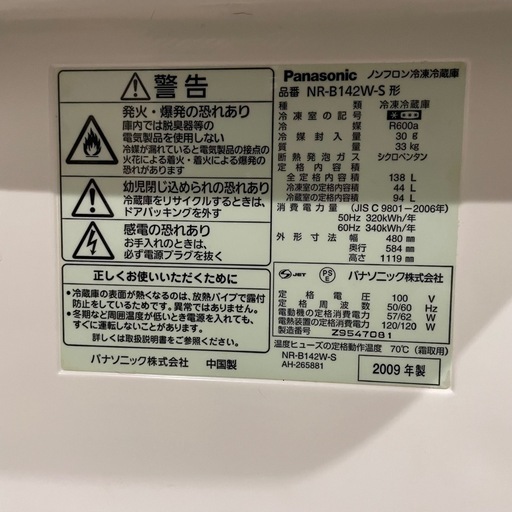 警告
発火・爆発の恐れあり
庫内では脱臭器等の
電気製品を使用しない
冷媒が漏れていると電気製品の接点の
火花による着火・着火による爆発の
恐れあり
幼児閉じ込められの恐れあり
冷蔵庫をリサイクルするときは、
ドアパッキングを外す
感電の恐れあり
お手入れのときは、
必ず電源プラグを抜く
正しくお使いいただくために
●冷蔵庫の表面が熱くなるのは、放熱パイプで露付
防止をしているためです。異常ではありません。
●冬期など周囲温度が低いとき電源を入れても、
すぐに運転しないことがあります。
詳しくは取扱説明書をご参照ください。
パナソニック株式会社 中国製
Panasonic ノンフロン冷凍冷蔵庫
品番 NR-B142W-S 形
種類 冷凍冷蔵庫
冷凍室の記号
冷媒 R600a
冷媒封入量 30 g
質量 33 kg
断熱発泡ガス シクロペンタン
定格内容積
全定格内容積 138 L
冷凍室の定格内容積 44 L
冷蔵室の定格内容積 94 L
消費電力量 (JIS C 9801-2006年)
50Hz 320kWh/年
60Hz 340kWh/年
外形寸法 幅 480 mm
奥行 584 mm
高さ 1119 mm
JET PSE パナソニック株式会社
定格電圧 100 V
定格周波数 50/60 Hz
電動機の定格消費電力 57/62 W
電熱装置の定格消費電力 120/120 W
製造番号 Z9547081
温度ヒューズの定格動作温度 70℃ (霜取用)
NR-B142W-S
AH-265881
2009 年製